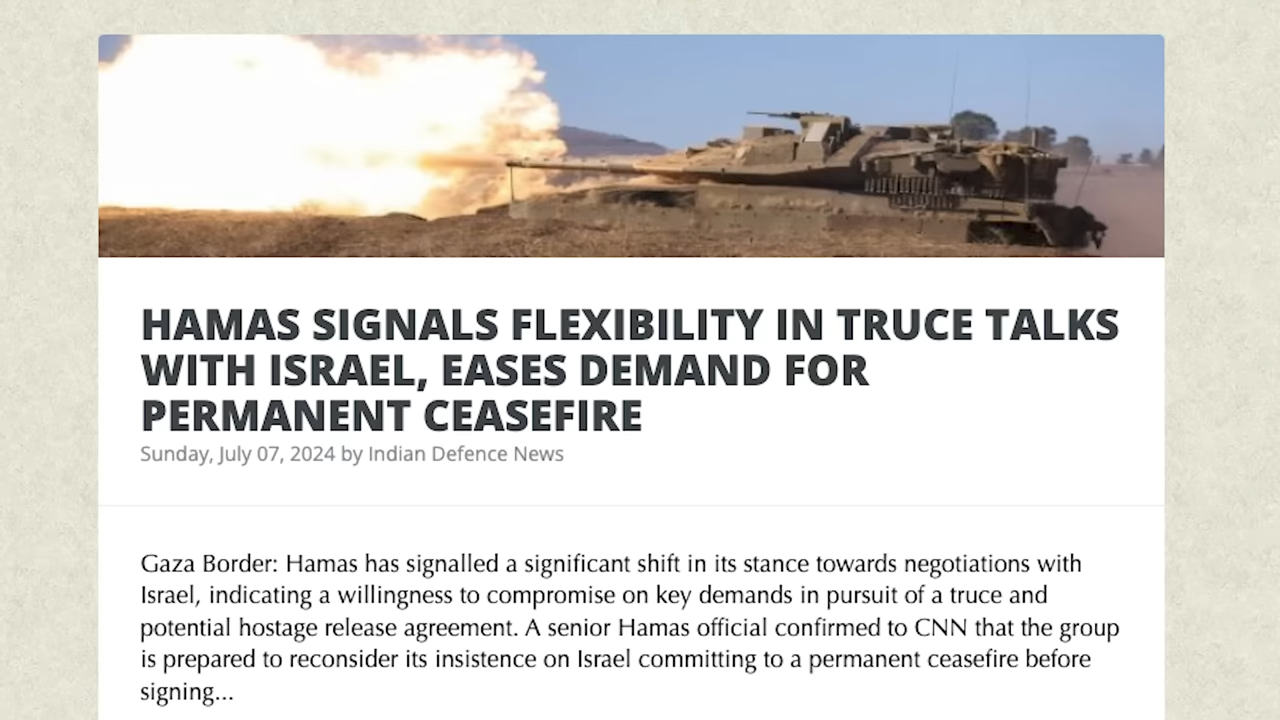 HAMAS SIGNALS FLEXIBILITY IN TRUCE TALKS
WITH ISRAEL, EASES DEMAND FOR
PERMANENT CEASEFIRE
Sunday, July 07, 2024 by Indian Defence News
Gaza Border: Hamas has signalled a significant shift in its stance towards negotiations with
Israel, indicating a willingness to compromise on key demands in pursuit of a truce and
potential hostage release agreement. A senior Hamas official confirmed to CNN that the group
is prepared to reconsider its insistence on Israel committing to a permanent ceasefire before
signing...